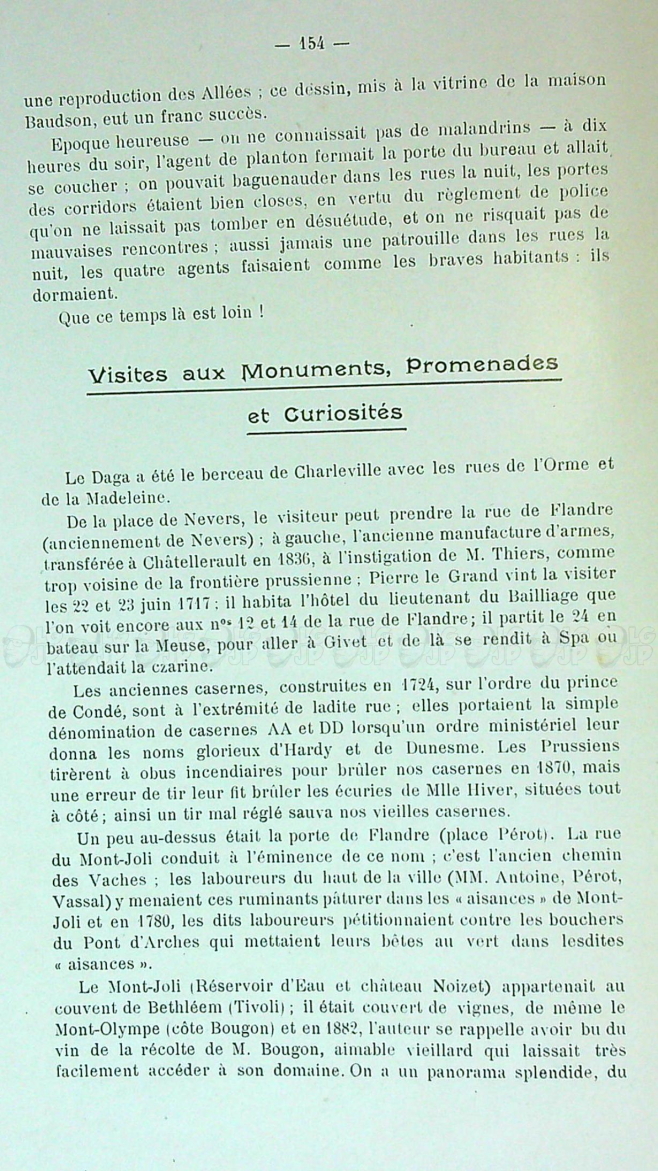 — 154 —
une reproduction des Allées ; ce dessin, mis à la vitrine de la maison
Baudson, eut un franc succès.
Epoque heureuse — on ne connaissait pas de malandrins — à dix
heures du soir, l'agent de planton fermait la porte du bureau et allait
se coucher ; on pouvait baguenauder dans les rues la nuit, les portes
des corridors étaient bien closes, en vertu du règlement de police
qu'on ne laissait pas tomber en désuétude, et on ne risquait pas de
mauvaises rencontres ; aussi jamais une patrouille dans les rues la
nuit, les quatre agents faisaient comme les braves habitants : ils
dormaient.
Que ce temps là est loin !
Visites aux Monuments, Promenades
et Curiosités
Le Daga a été le berceau de Charleville avec les rues de l'Orme et
de la Madeleine.
De la place de Nevers, le visiteur peut prendre la rue de Flandre
(anciennement de Nevers) ; à gauche, l'ancienne manufacture d'armes,
transférée à Châtellerault en 1836, à l'instigation de M. Thiers, comme
trop voisine de la frontière prussienne ; Pierre le Grand vint la visiter
les 22 et 23 juin 1717 ; il habita l'hôtel du lieutenant du Bailliage que
l'on voit encore aux nos 12 et 14 de la rue de Flandre; il partit le 24 en
bateau sur la Meuse, pour aller à Givet et de là se rendit à Spa où
l'attendait la czarine.
Les anciennes casernes, construites en 1724, sur l'ordre du prince
de Condé, sont à l'extrémité de ladite rue ; elles portaient la simple
dénomination de casernes AA et DD lorsqu'un ordre ministériel leur
donna les noms glorieux d'Hardy et de Dunesme. Les Prussiens
tirèrent à obus incendiaires pour brûler nos casernes en 1870, mais
une erreur de tir leur fit brûler les écuries de Mlle Hiver, situées tout
à côté ; ainsi un tir mal réglé sauva nos vieilles casernes.
Un peu au-dessus était la porte de Flandre (place Pérot). La rue
du Mont-Joli conduit à l'éminence de ce nom ; c'est l'ancien chemin
des Vaches ; les laboureurs du haut de la ville (MM. Antoine, Pérot,
Vassal) y menaient ces ruminants pâturer dans les « aisances » de Mont-
Joli et en 1780, les dits laboureurs pétitionnaient contre les bouchers
du Pont d'Arches qui mettaient leurs bêtes au vert dans lesdites
« aisances ».
Le Mont-Joli (Réservoir d'Eau et château Noizet) appartenait au
couvent de Bethléem (Tivoli) ; il était couvert de vignes, de même le
Mont-Olympe (côte Bougon) et en 1882, l'auteur se rappelle avoir bu du
vin de la récolte de M. Bougon, aimable vieillard qui laissait très
facilement accéder à son domaine. On a un panorama splendide, du